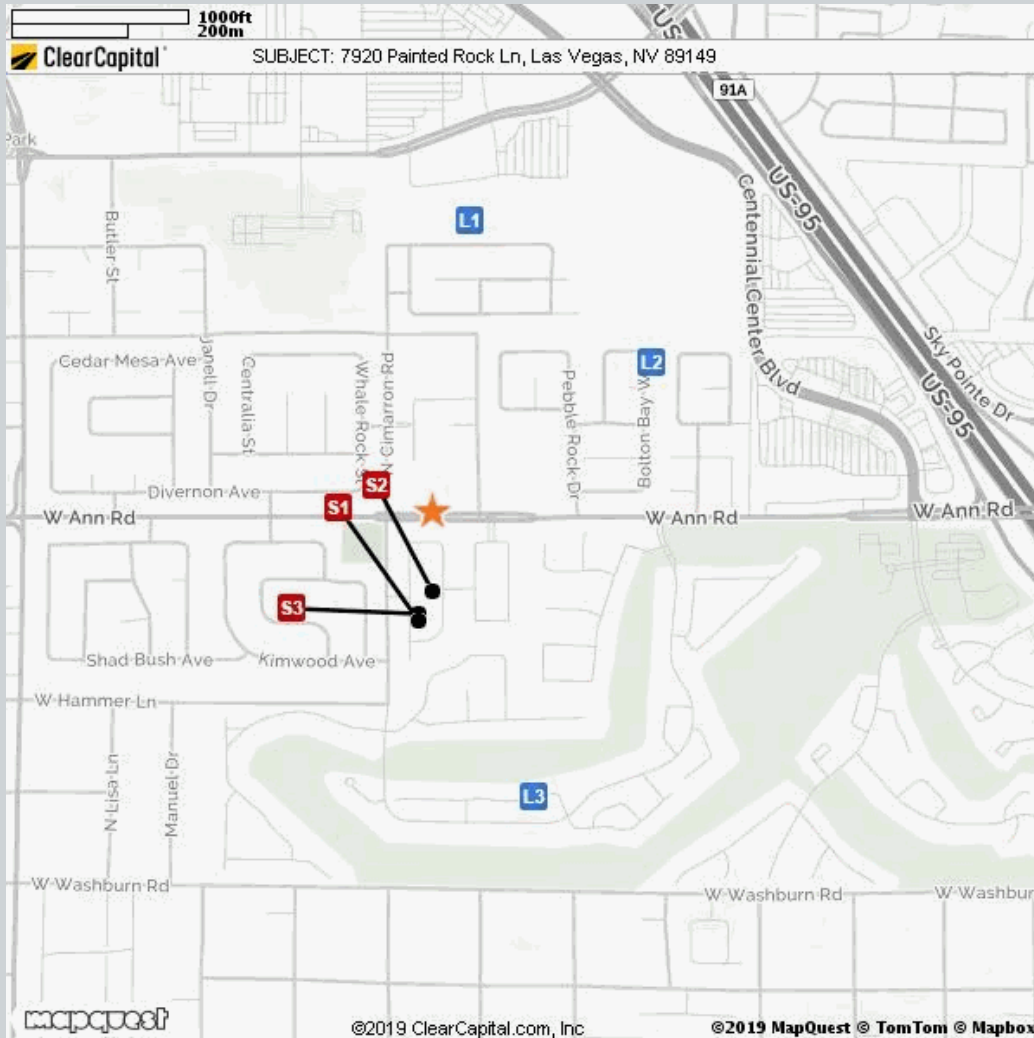 1000ft
200m
US
ClearCapital
SUBJECT: 7920 Painted Rock Ln, Las Vegas, NV 89149
91A
Park
US-95
L1
Butler St
Centennial Center Blvd
Sky Pointe Dr
Cedar Mesa Ave
Janell Dr
Centralia St
Whale Rock St
N Cimarron Rd
L2
Pebble Rock Dr
Bolton Bay Way
US-95
S2
Divernon Ave
S1
W Ann Rd
W Ann Rd
W Ann Rd
S3
Shad Bush Ave
Kimwood Ave
W Hammer Ln
N Lisa Ln
Manuel Dr
L3
W Washburn Rd
W Washburn Rd
W Washbur
mapquest
©2019 ClearCapital.com, Inc
©2019 MapQuest © TomTom © Mapbox